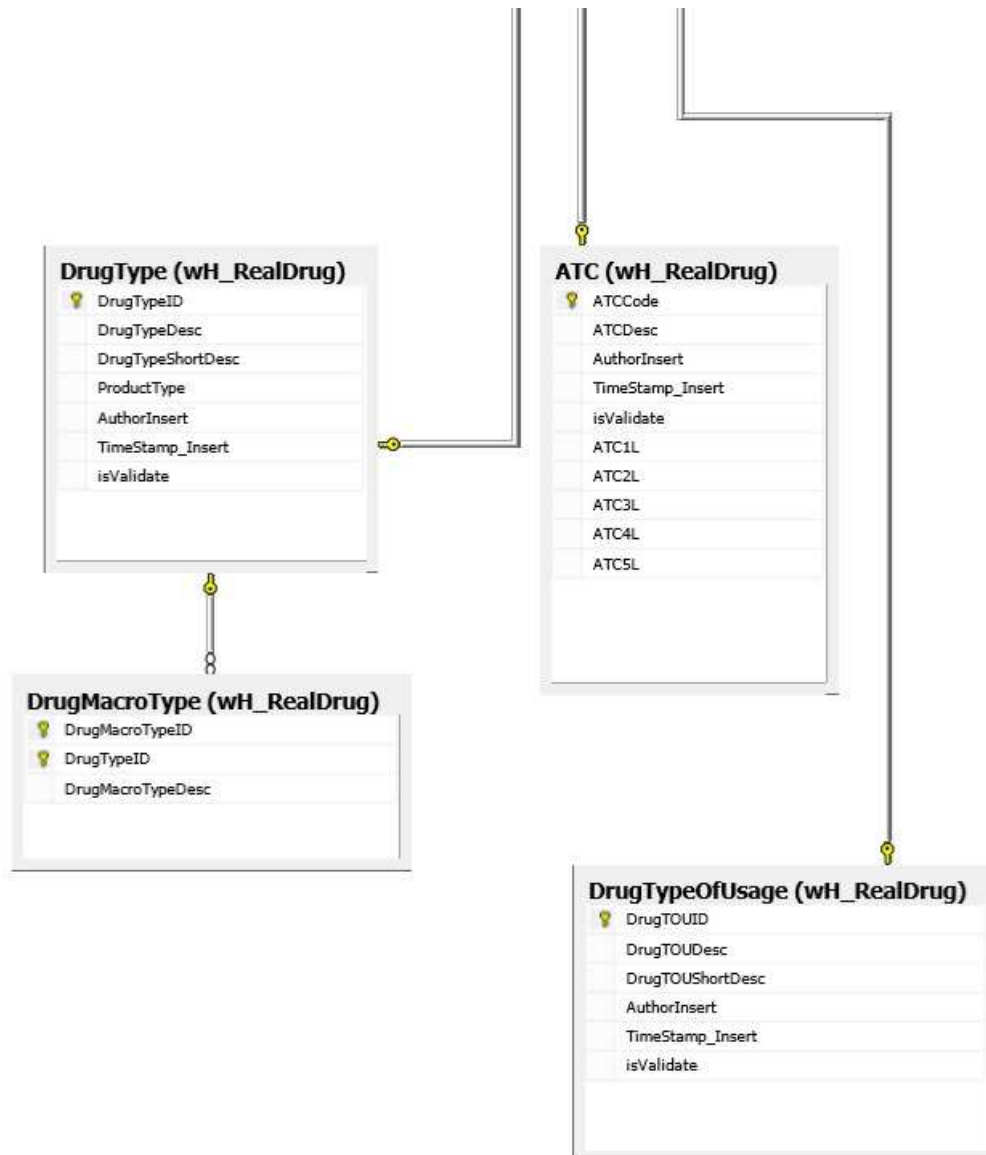 DrugType (wH_RealDrug)
DrugTypeID
DrugTypeDesc
DrugTypeShortDesc
ProductType
AuthorInsert
TimeStamp_Insert
isValidate
ATC (wH_RealDrug)
ATCCode
ATCDesc
AuthorInsert
TimeStamp_Insert
isValidate
ATC1L
ATC2L
ATC3L
ATC4L
ATC5L
DrugMacroType (wH_RealDrug)
DrugMacroTypeID
DrugTypeID
DrugMacroTypeDesc
DrugTypeOfUsage (wH_RealDrug)
DrugTOUID
DrugTOUDesc
DrugTOUShortDesc
AuthorInsert
TimeStamp_Insert
isValidate